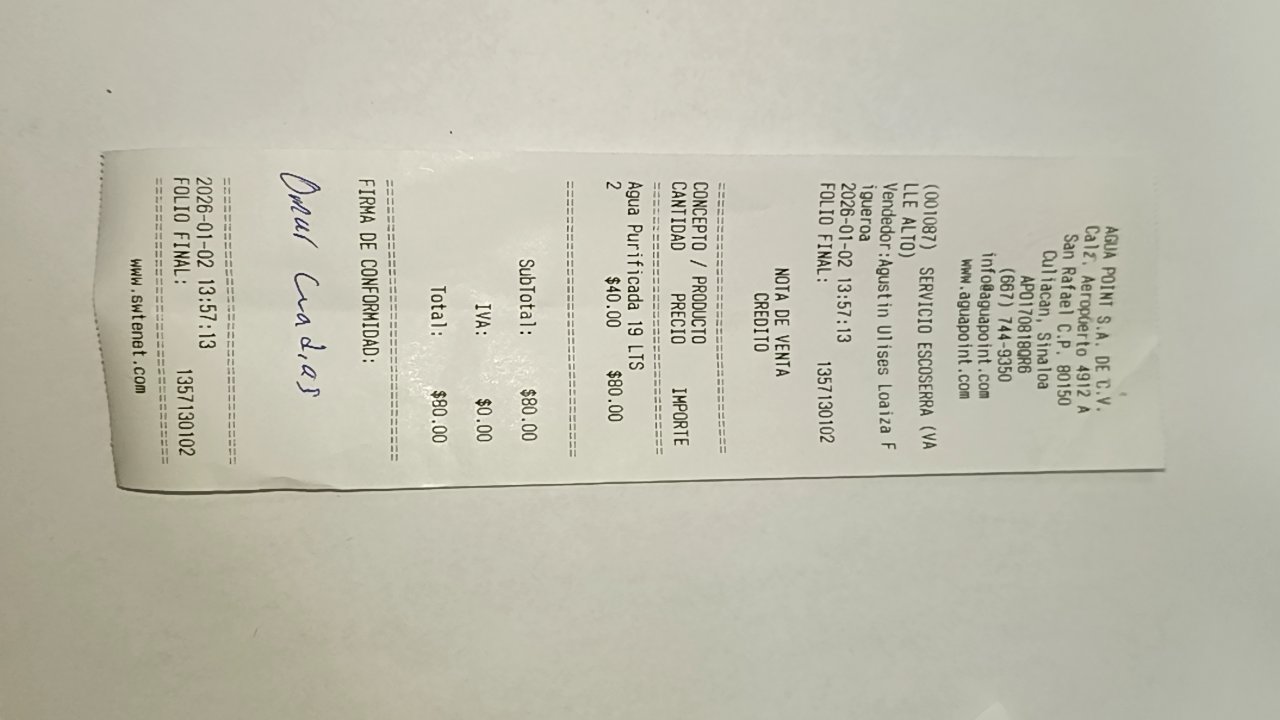 AGUA POINT S.A. DE C.V.
Calz. Aeropuerto 4912 A
San Rafael C.P. 80150
Culiacan, Sinaloa
APO170818QR6
(667) 744-9350
info@aguapoint.com
www.aguapoint.com
(001087) SERVICIO ESCOSERRA (VA
LLE ALTO)
Vendedor:Agustin Ulises Loaiza F
igueroa
2026-01-02 13:57:13
FOLIO FINAL: 1357130102
NOTA DE VENTA
CREDITO
================================
CONCEPTO / PRODUCTO
CANTIDAD PRECIO IMPORTE
================================
Agua Purificada 19 LTS
2 $40.00 $80.00
================================
SubTotal: $80.00
IVA: $0.00
Total: $80.00
================================
FIRMA DE CONFORMIDAD:
Omar Cuadras
================================
2026-01-02 13:57:13
FOLIO FINAL: 1357130102
================================
www.swtenet.com